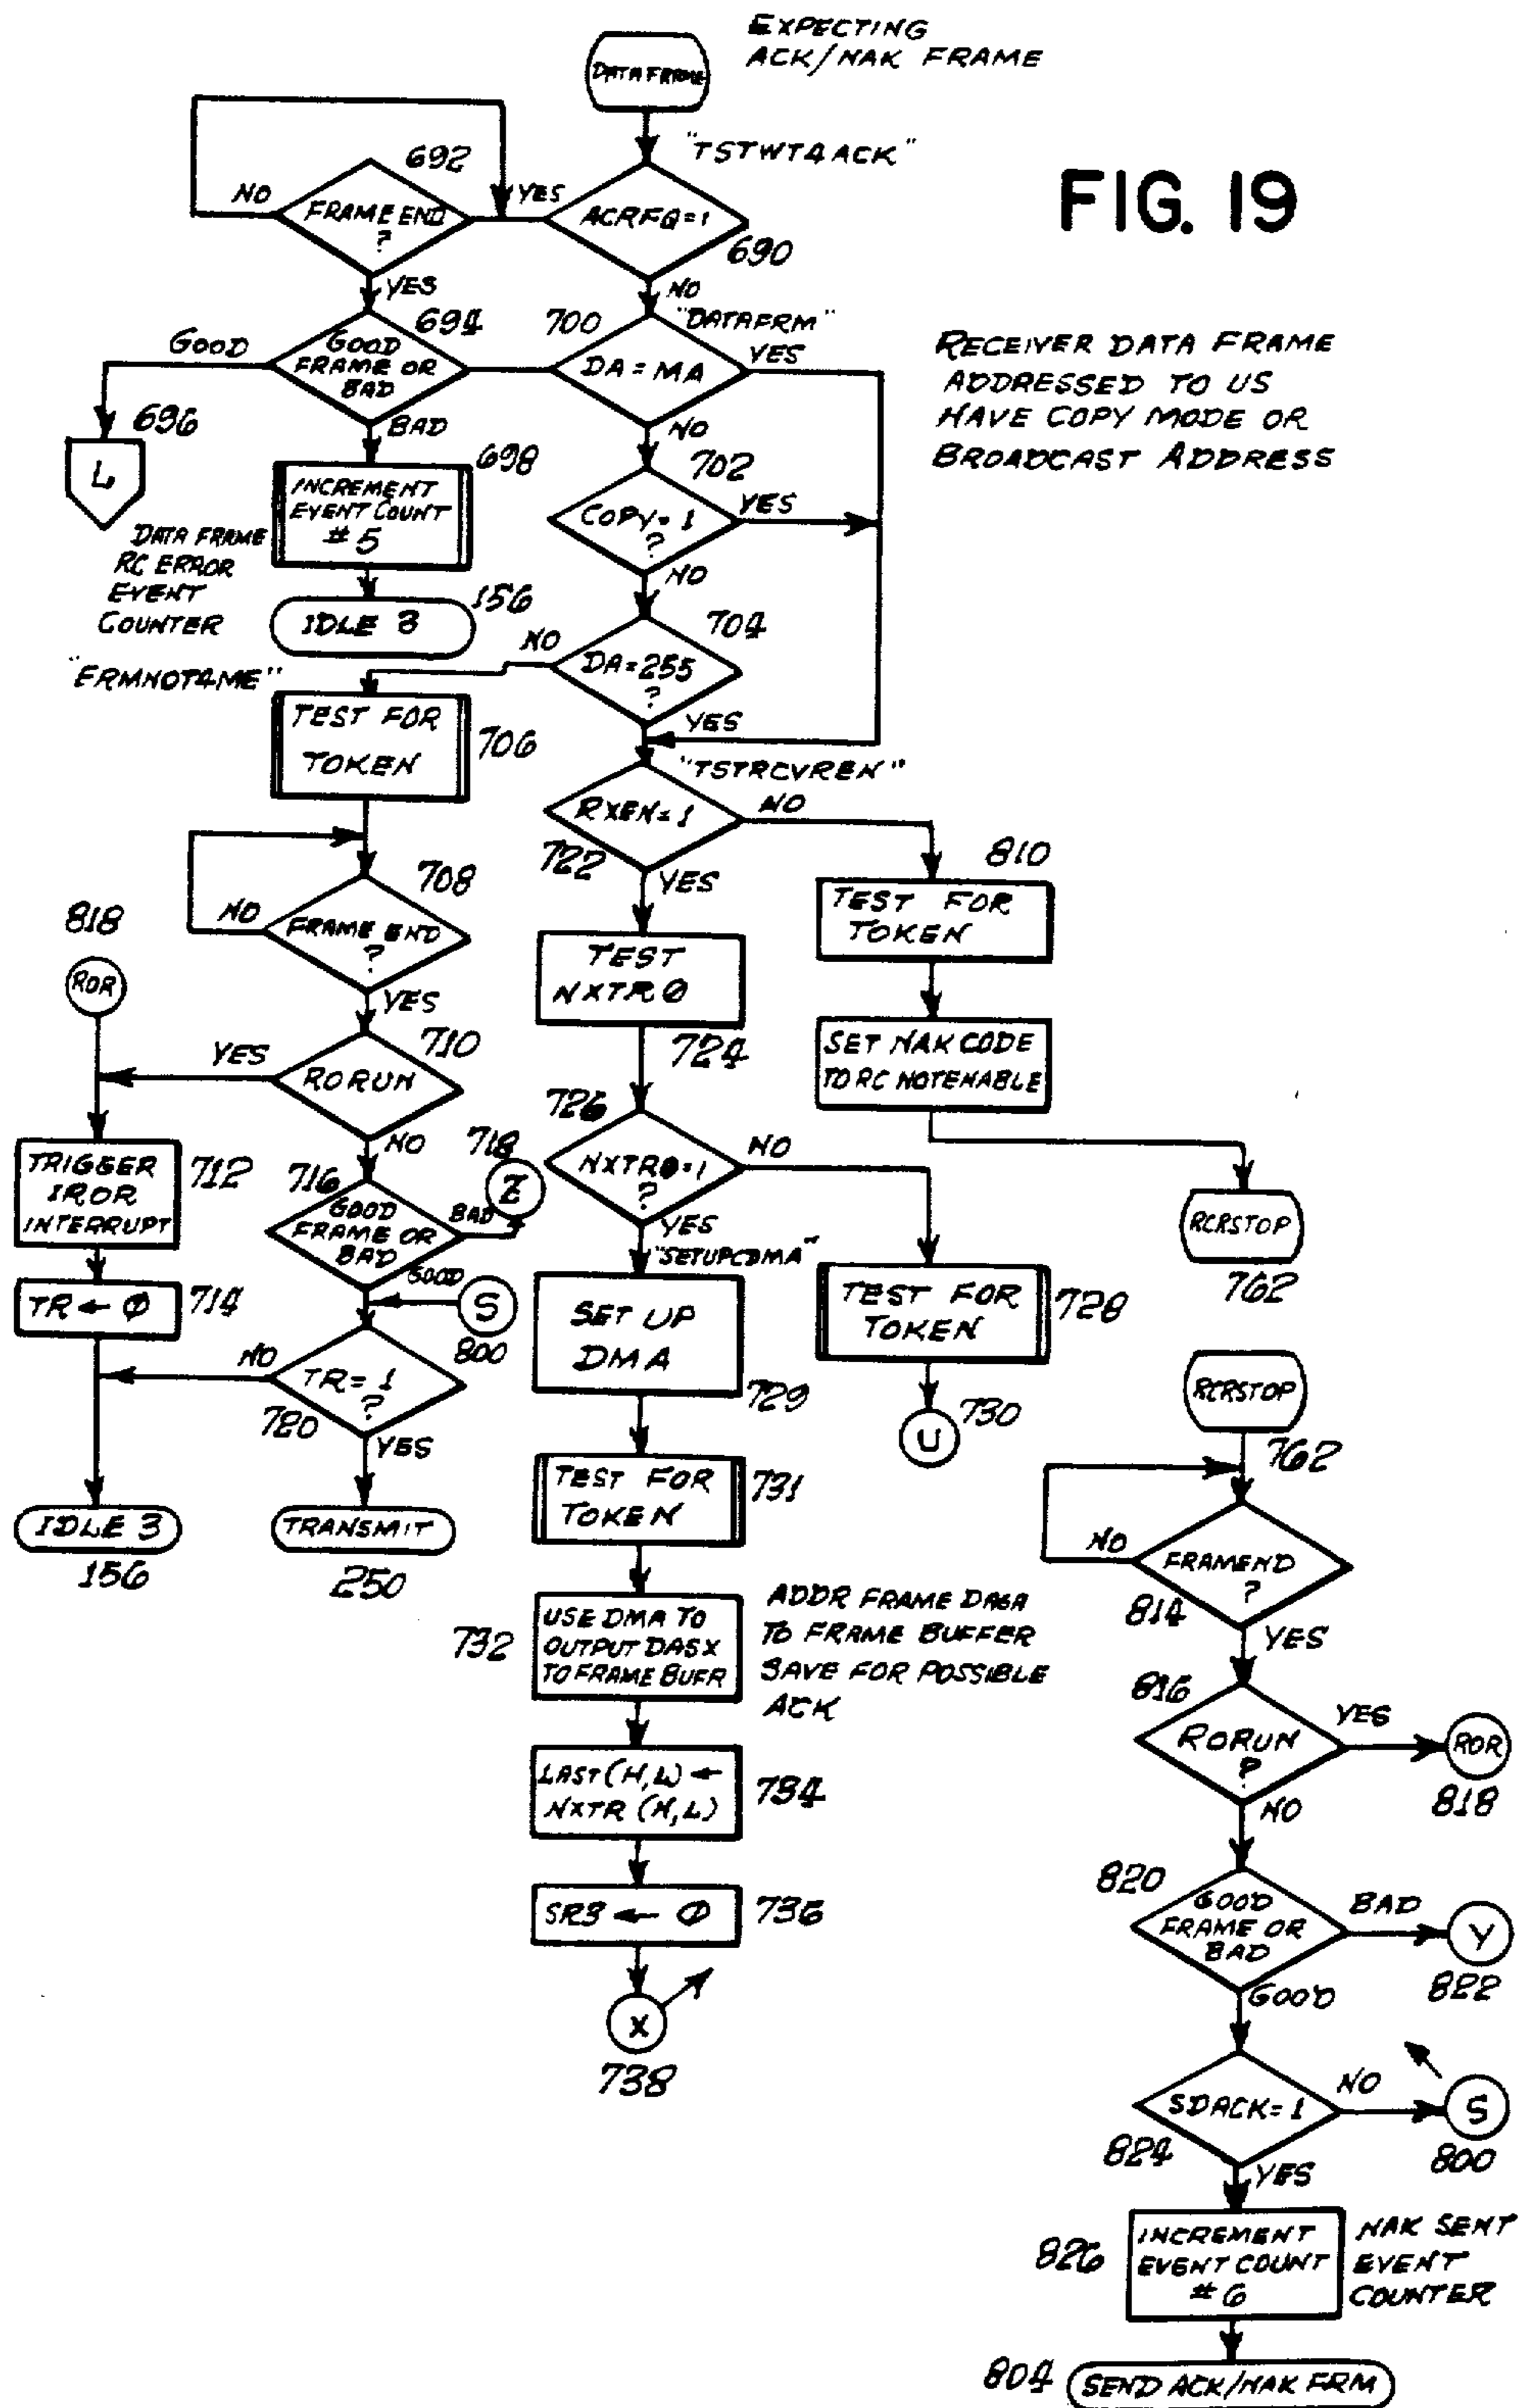 EXPECTING
ACK/NAK FRAME
DATA FRAME
"TSTWT4ACK"
FIG. 19
692
NO
FRAME END
?
YES
ACRFQ=1
690
YES
NO
694
GOOD
GOOD
FRAME OR
BAD
BAD
696
L
698
INCREMENT
EVENT COUNT
#5
DATA FRAME
RC ERROR
EVENT
COUNTER
IDLE 3
156
700
"DATAFRM"
DA=MA
YES
NO
RECEIVER DATA FRAME
ADDRESSED TO US
HAVE COPY MODE OR
BROADCAST ADDRESS
702
COPY=1
?
YES
NO
704
NO
DA=255
?
YES
"FRMNOT4ME"
TEST FOR
TOKEN
706
"TSTRCVREN"
RXEN=1
NO
722
YES
708
NO
FRAME END
?
YES
818
ROR
710
YES
RORUN
NO
TRIGGER
IROR
INTERRUPT
712
716
GOOD
FRAME OR
BAD
BAD
718
Z
GOOD
TR ← Ø
714
S
800
NO
TR=1
?
720
YES
IDLE 3
156
TRANSMIT
250
TEST
NXTRØ
724
810
TEST FOR
TOKEN
SET NAK CODE
TO RC NOTENABLE
RCRSTOP
762
726
NXTRØ=1
?
NO
YES
"SETUPCDMA"
SET UP
DMA
729
TEST FOR
TOKEN
728
U
730
TEST FOR
TOKEN
731
732
USE DMA TO
OUTPUT DASX
TO FRAME BUFR
ADDR FRAME DASA
TO FRAME BUFFER
SAVE FOR POSSIBLE
ACK
LAST(H,L) ←
NXTR(H,L)
734
SR3 ← Ø
736
X
738
RCRSTOP
762
NO
FRAMEND
?
814
YES
816
RORUN
?
YES
ROR
818
NO
820
GOOD
FRAME OR
BAD
BAD
Y
822
GOOD
SDACK=1
NO
S
800
824
YES
826
INCREMENT
EVENT COUNT
#6
NAK SENT
EVENT
COUNTER
804
SEND ACK/NAK FRM